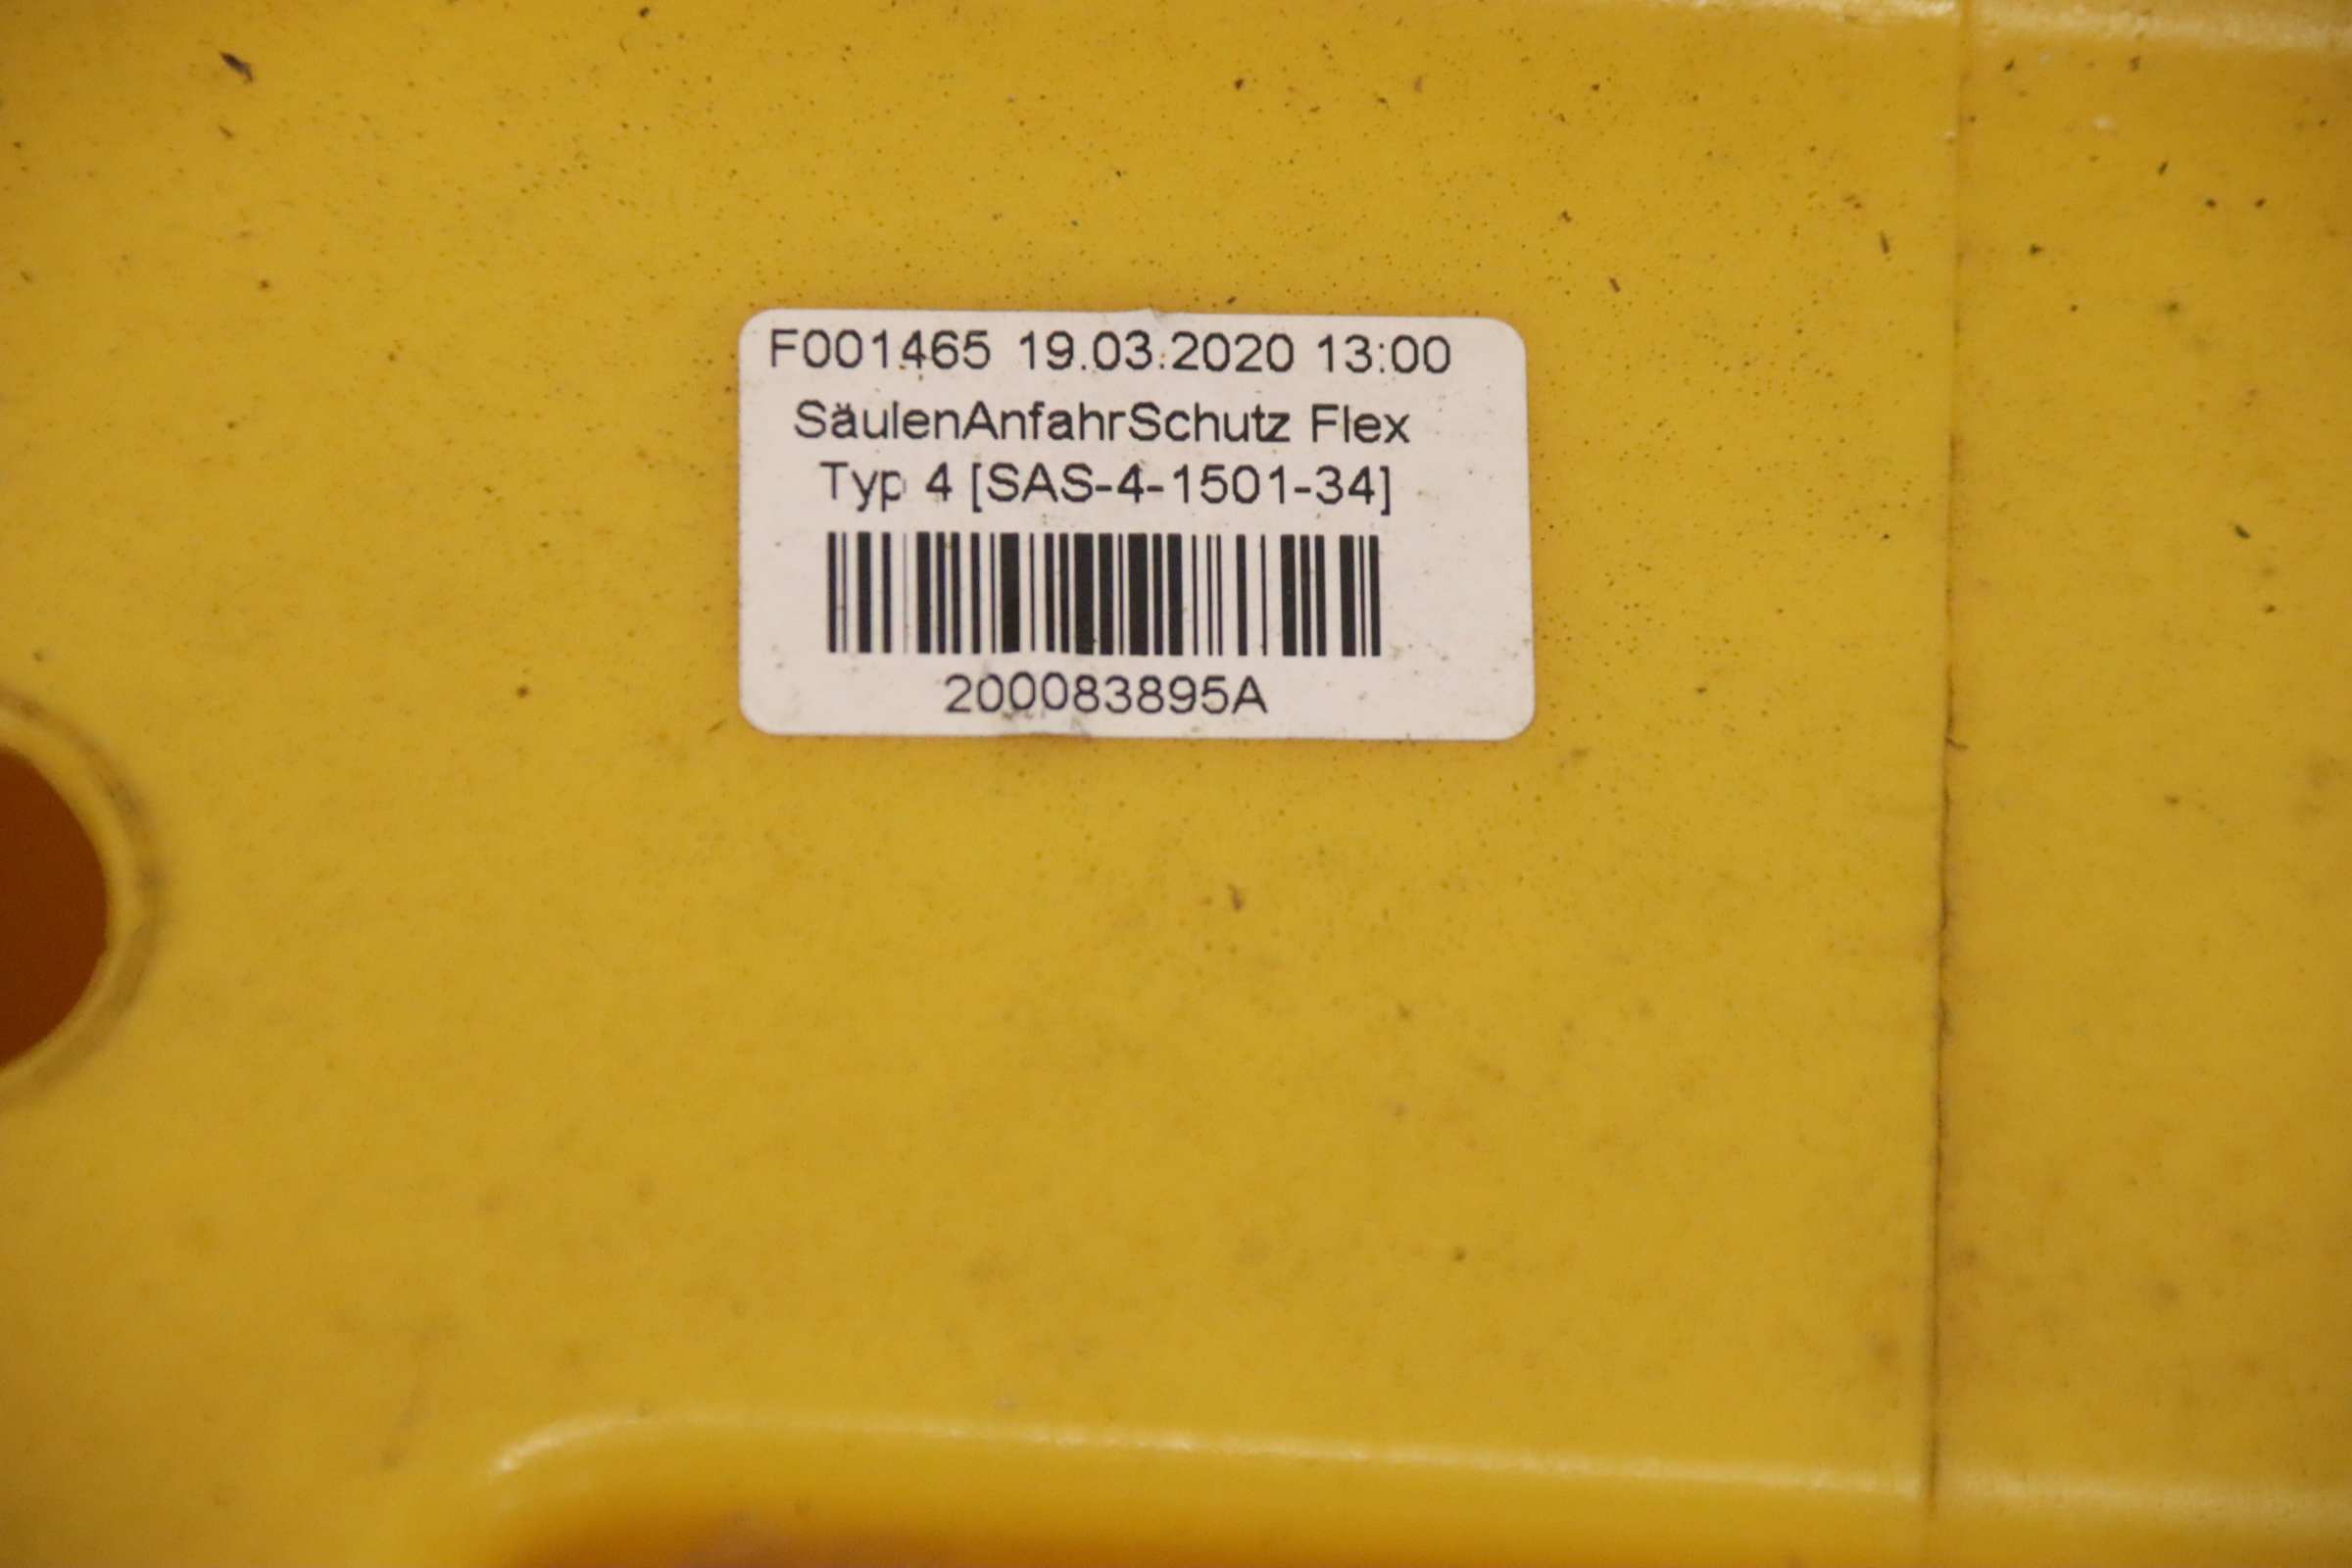 F001465 19.03.2020 13:00
SäulenAnfahrSchutz Flex
Typ 4 [SAS-4-1501-34]
200083895A